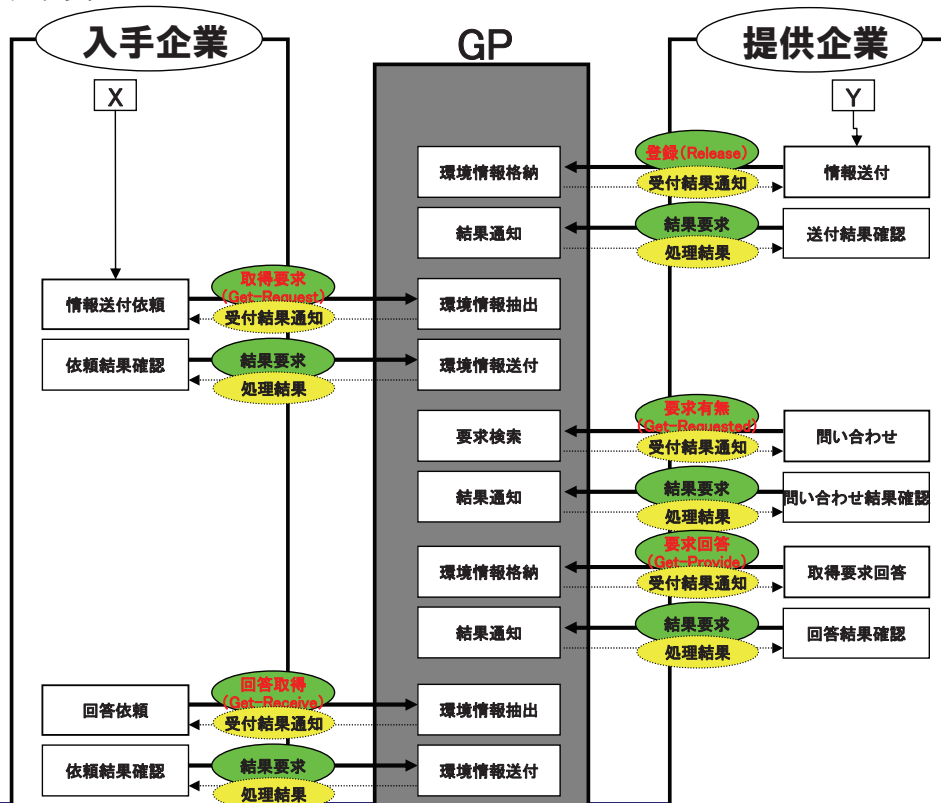 入手企業
GP
提供企業
X
Y
登録(Release)
環境情報格納
受付結果通知
情報送付
結果要求
結果通知
処理結果
送付結果確認
取得要求
(Get-Request)
情報送付依頼
受付結果通知
環境情報抽出
依頼結果確認
結果要求
処理結果
環境情報送付
要求有無
(Get-Requested)
要求検索
受付結果通知
問い合わせ
結果要求
結果通知
処理結果
問い合わせ結果確認
要求回答
(Get-Provide)
環境情報格納
受付結果通知
取得要求回答
結果要求
結果通知
処理結果
回答結果確認
回答取得
(Get-Receive)
回答依頼
受付結果通知
環境情報抽出
依頼結果確認
結果要求
処理結果
環境情報送付